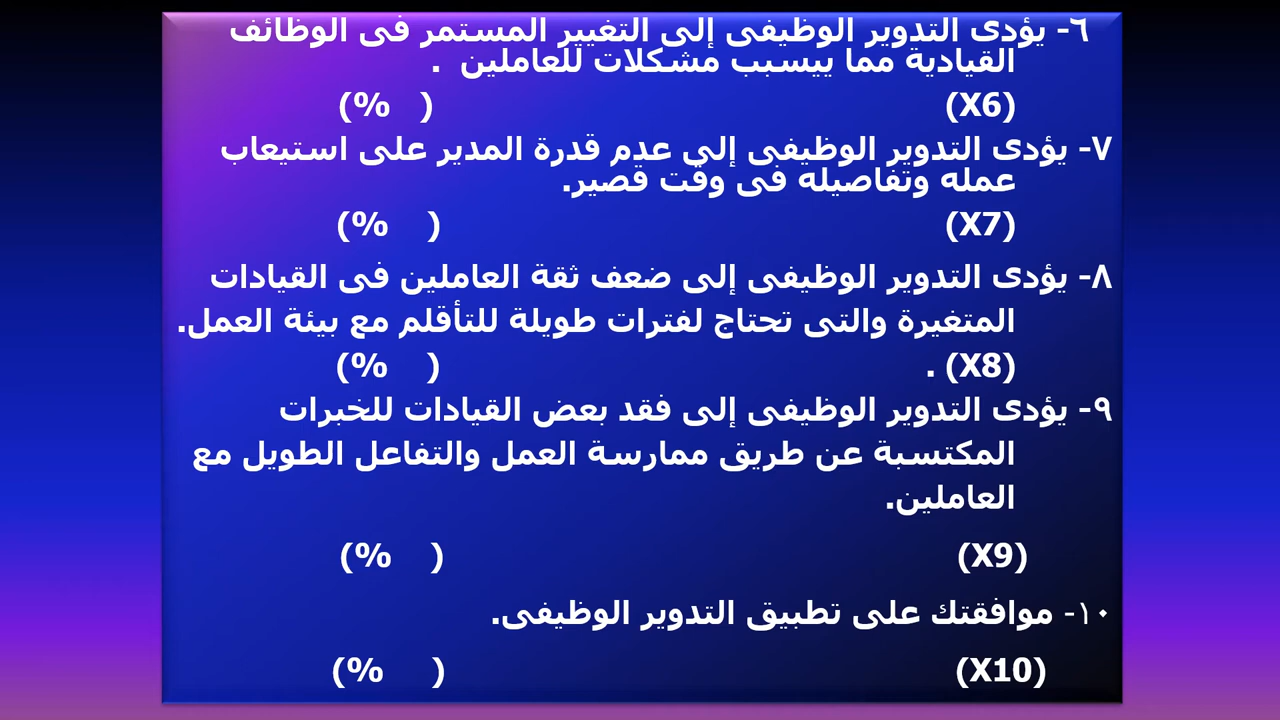 ٦- يؤدى التدوير الوظيفى إلى التغيير المستمر فى الوظائف
القيادية مما ييسبب مشكلات للعاملين .
(X6) ( %)
٧- يؤدى التدوير الوظيفى إلى عدم قدرة المدير على استيعاب
عمله وتفاصيله فى وقت قصير.
(X7) ( %)
٨- يؤدى التدوير الوظيفى إلى ضعف ثقة العاملين فى القيادات
المتغيرة والتى تحتاج لفترات طويلة للتأقلم مع بيئة العمل.
(X8) . ( %)
٩- يؤدى التدوير الوظيفى إلى فقد بعض القيادات للخبرات
المكتسبة عن طريق ممارسة العمل والتفاعل الطويل مع
العاملين.
(X9) ( %)
١٠- موافقتك على تطبيق التدوير الوظيفى.
(X10) ( %)